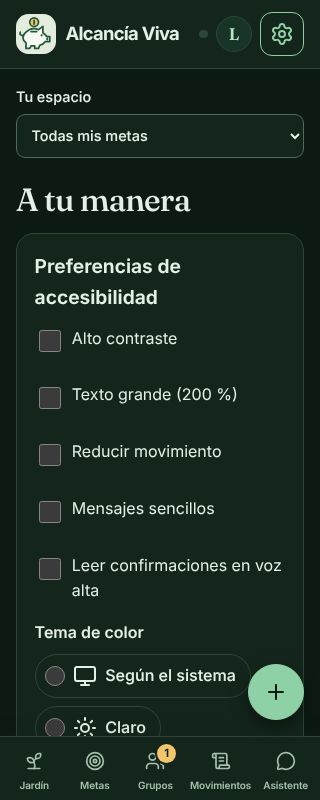 Alcancía Viva
L
Tu espacio
Todas mis metas
A tu manera
Preferencias de
accesibilidad
Alto contraste
Texto grande (200 %)
Reducir movimiento
Mensajes sencillos
Leer confirmaciones en voz
alta
Tema de color
Según el sistema
Claro
1
Jardín
Metas
Grupos
Movimientos
Asistente